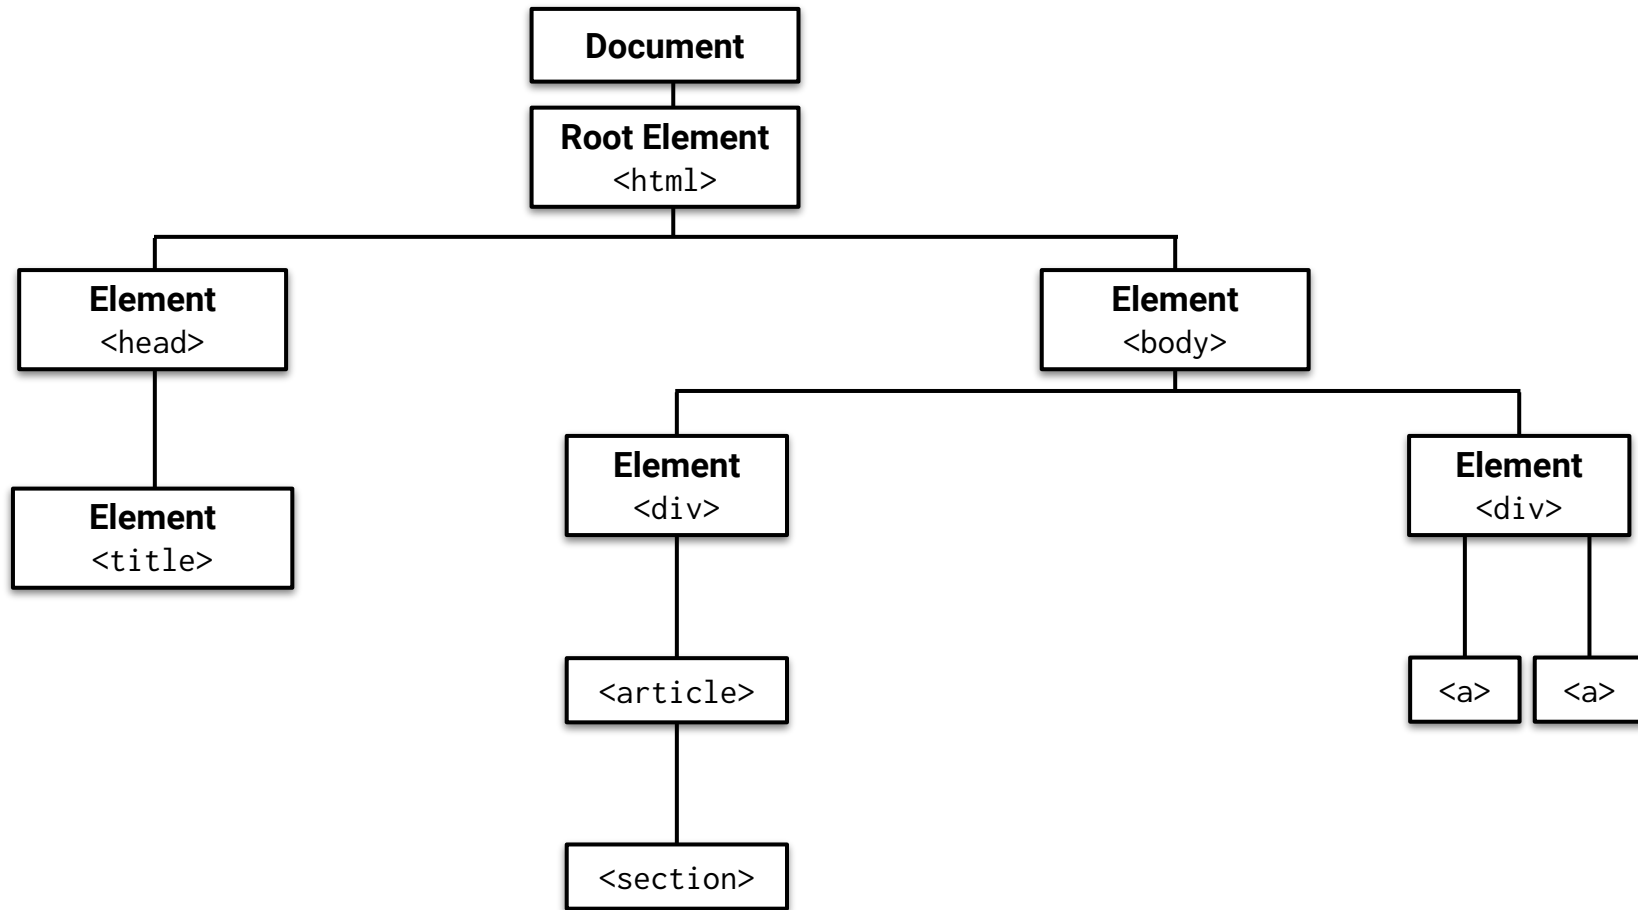 Document
Root Element
<html>
Element
<head>
Element
<body>
Element
<title>
Element
<div>
Element
<div>
<article>
<a>
<a>
<section>